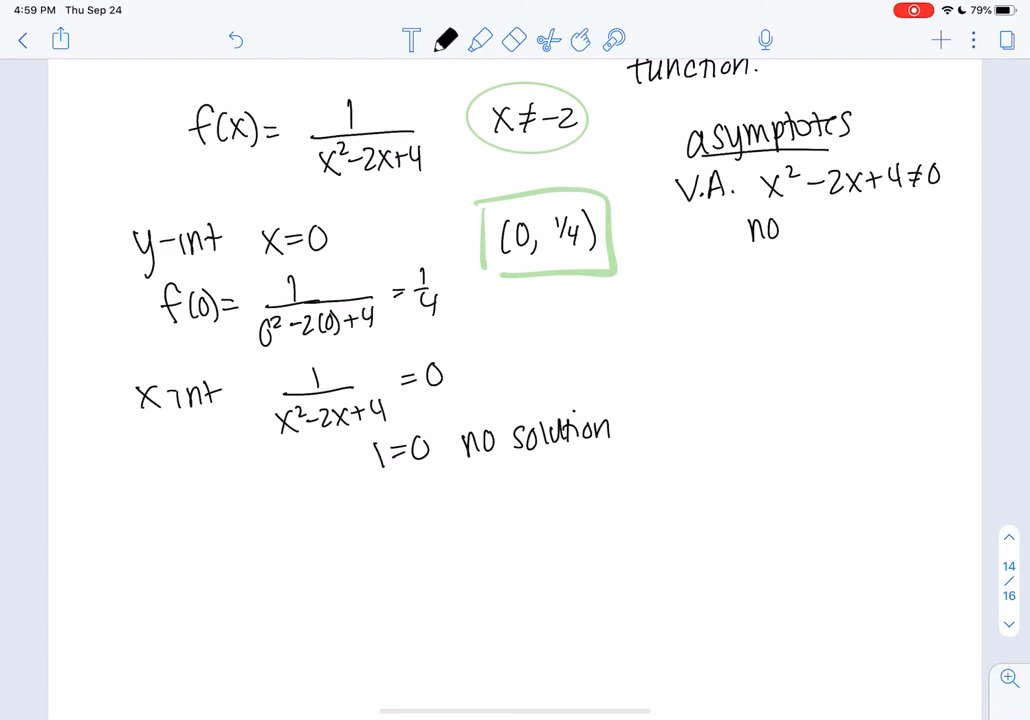 4:59 PM Thu Sep 24
79%
T
function.
f(x)= 1/(x²-2x+4) x≠-2
asymptotes
V.A. x²-2x+4≠0
no
y-int x=0 (0, 1/4)
f(0)= 1/(0²-2(0)+4) = 1/4
x-int 1/(x²-2x+4) = 0
1=0 no solution
14
/
16